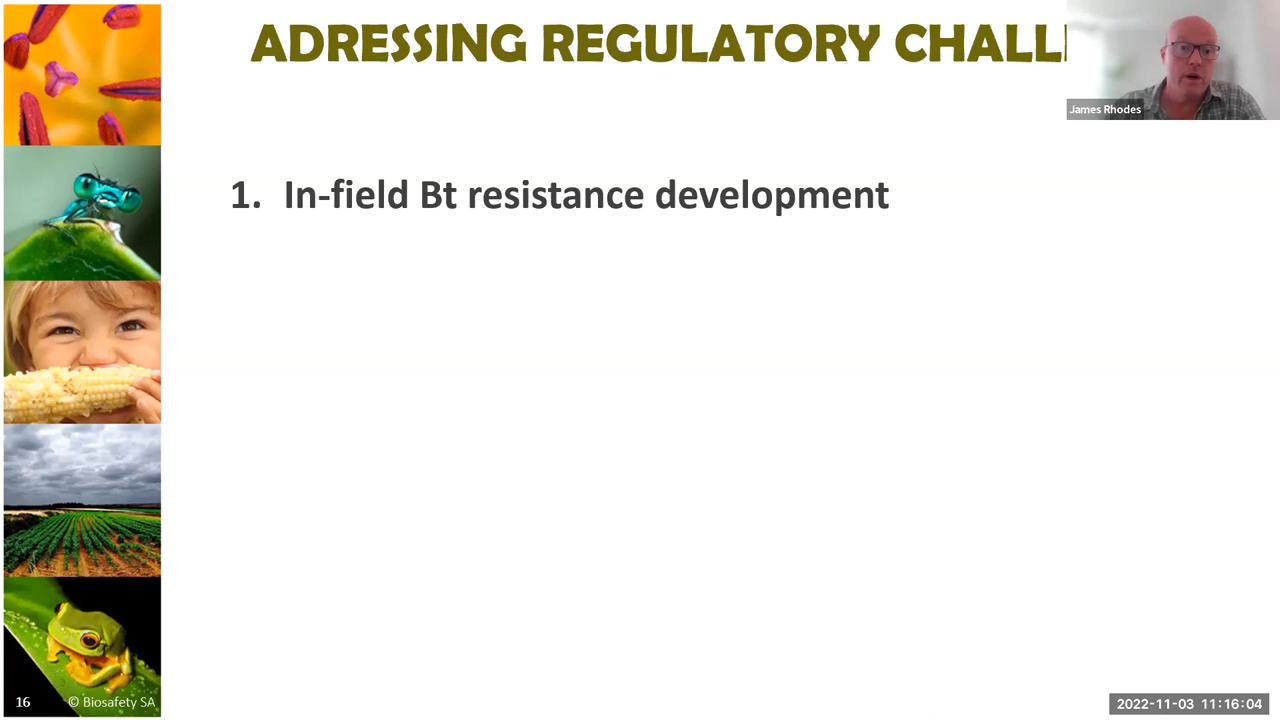 ADRESSING REGULATORY CHALL
James Rhodes
1. In-field Bt resistance development
16 © Biosafety SA
2022-11-03 11:16:04